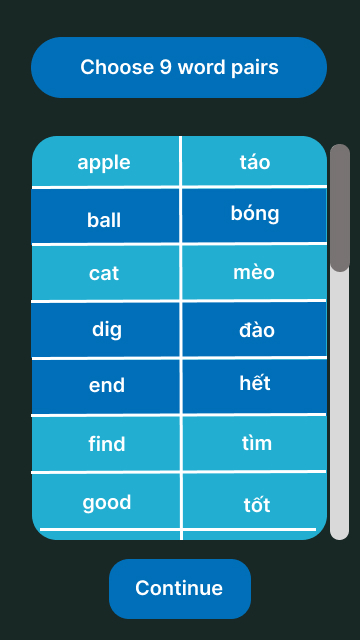 Choose 9 word pairs
apple táo
ball bóng
cat mèo
dig đào
end hết
find tìm
good tốt
Continue